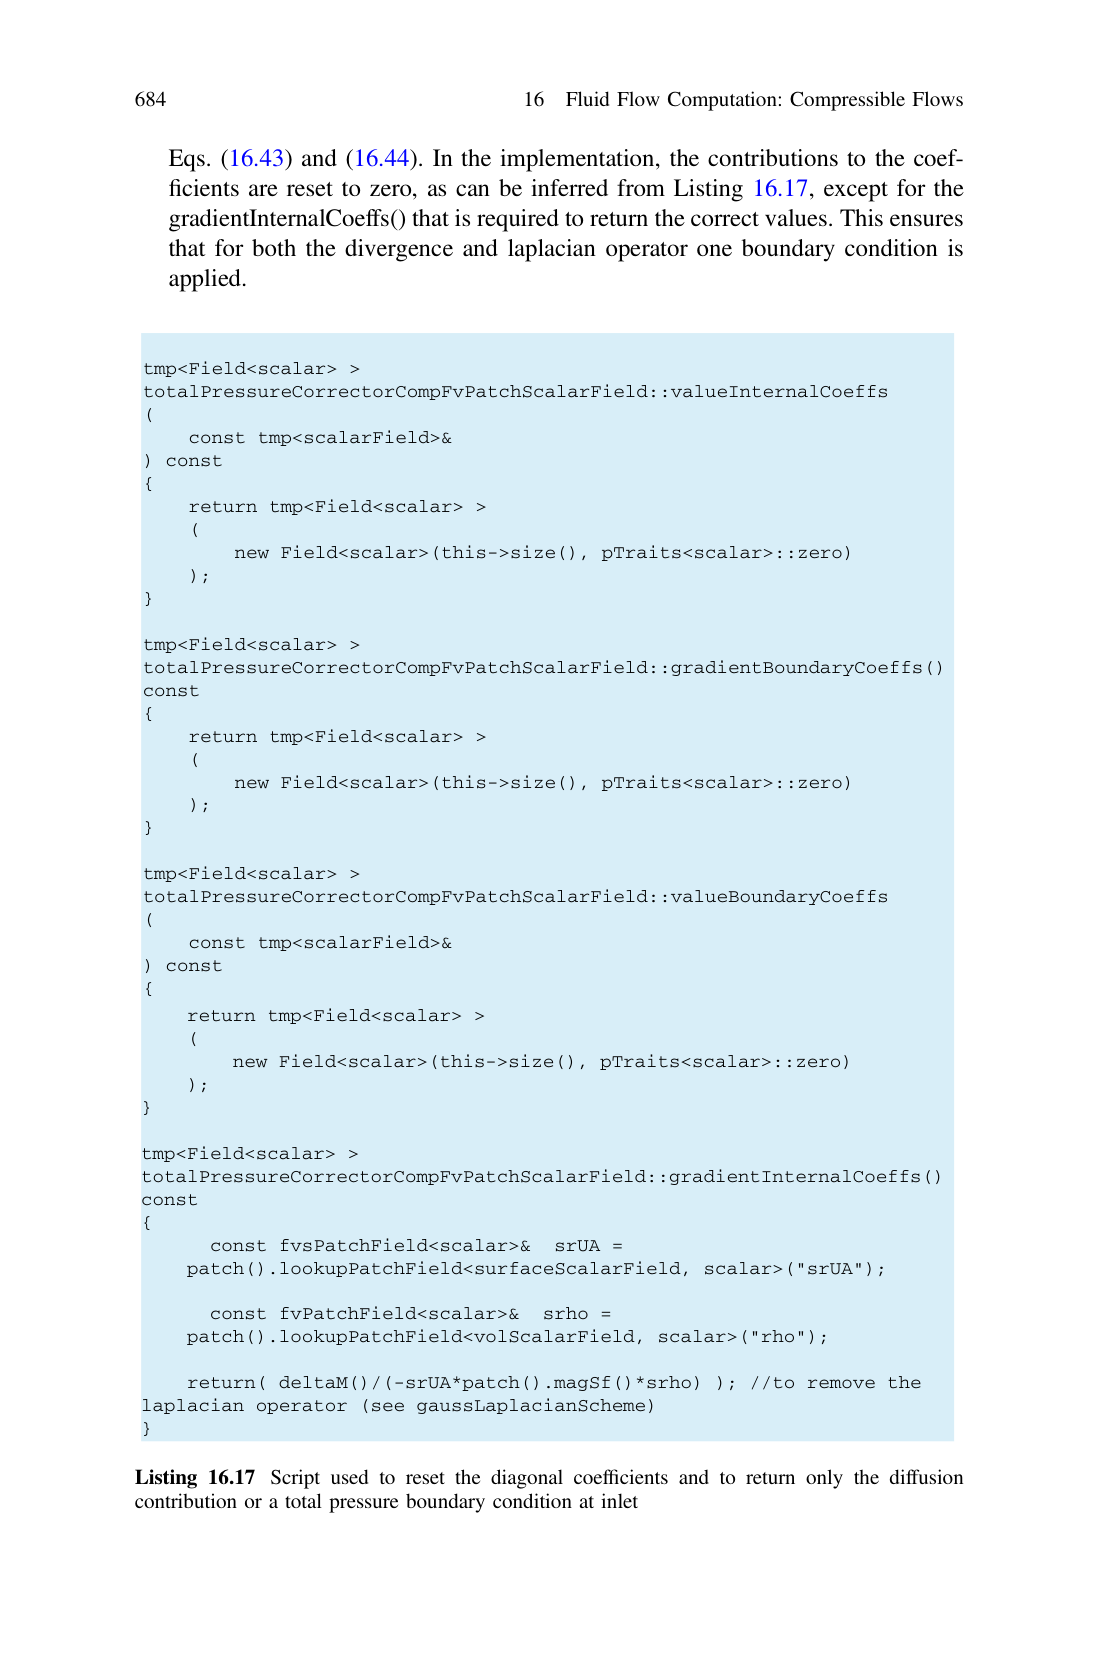 684
16 Fluid Flow Computation: Compressible Flows
Eqs. (16.43) and (16.44). In the implementation, the contributions to the coef-
ficients are reset to zero, as can be inferred from Listing 16.17, except for the
gradientInternalCoeffs() that is required to return the correct values. This ensures
that for both the divergence and laplacian operator one boundary condition is
applied.
tmp<Field<scalar> >
totalPressureCorrectorCompFvPatchScalarField::valueInternalCoeffs
(
    const tmp<scalarField>&
) const
{
    return tmp<Field<scalar> >
    (
        new Field<scalar>(this->size(), pTraits<scalar>::zero)
    );
}
tmp<Field<scalar> >
totalPressureCorrectorCompFvPatchScalarField::gradientBoundaryCoeffs()
const
{
    return tmp<Field<scalar> >
    (
        new Field<scalar>(this->size(), pTraits<scalar>::zero)
    );
}
tmp<Field<scalar> >
totalPressureCorrectorCompFvPatchScalarField::valueBoundaryCoeffs
(
    const tmp<scalarField>&
) const
{
    return tmp<Field<scalar> >
    (
        new Field<scalar>(this->size(), pTraits<scalar>::zero)
    );
}
tmp<Field<scalar> >
totalPressureCorrectorCompFvPatchScalarField::gradientInternalCoeffs()
const
{
      const fvsPatchField<scalar>&  srUA =
    patch().lookupPatchField<surfaceScalarField, scalar>("srUA");
      const fvPatchField<scalar>&  srho =
    patch().lookupPatchField<volScalarField, scalar>("rho");
    return( deltaM()/(-srUA*patch().magSf()*srho) ); //to remove the
laplacian operator (see gaussLaplacianScheme)
}
Listing 16.17 Script used to reset the diagonal coefficients and to return only the diffusion
contribution or a total pressure boundary condition at inlet